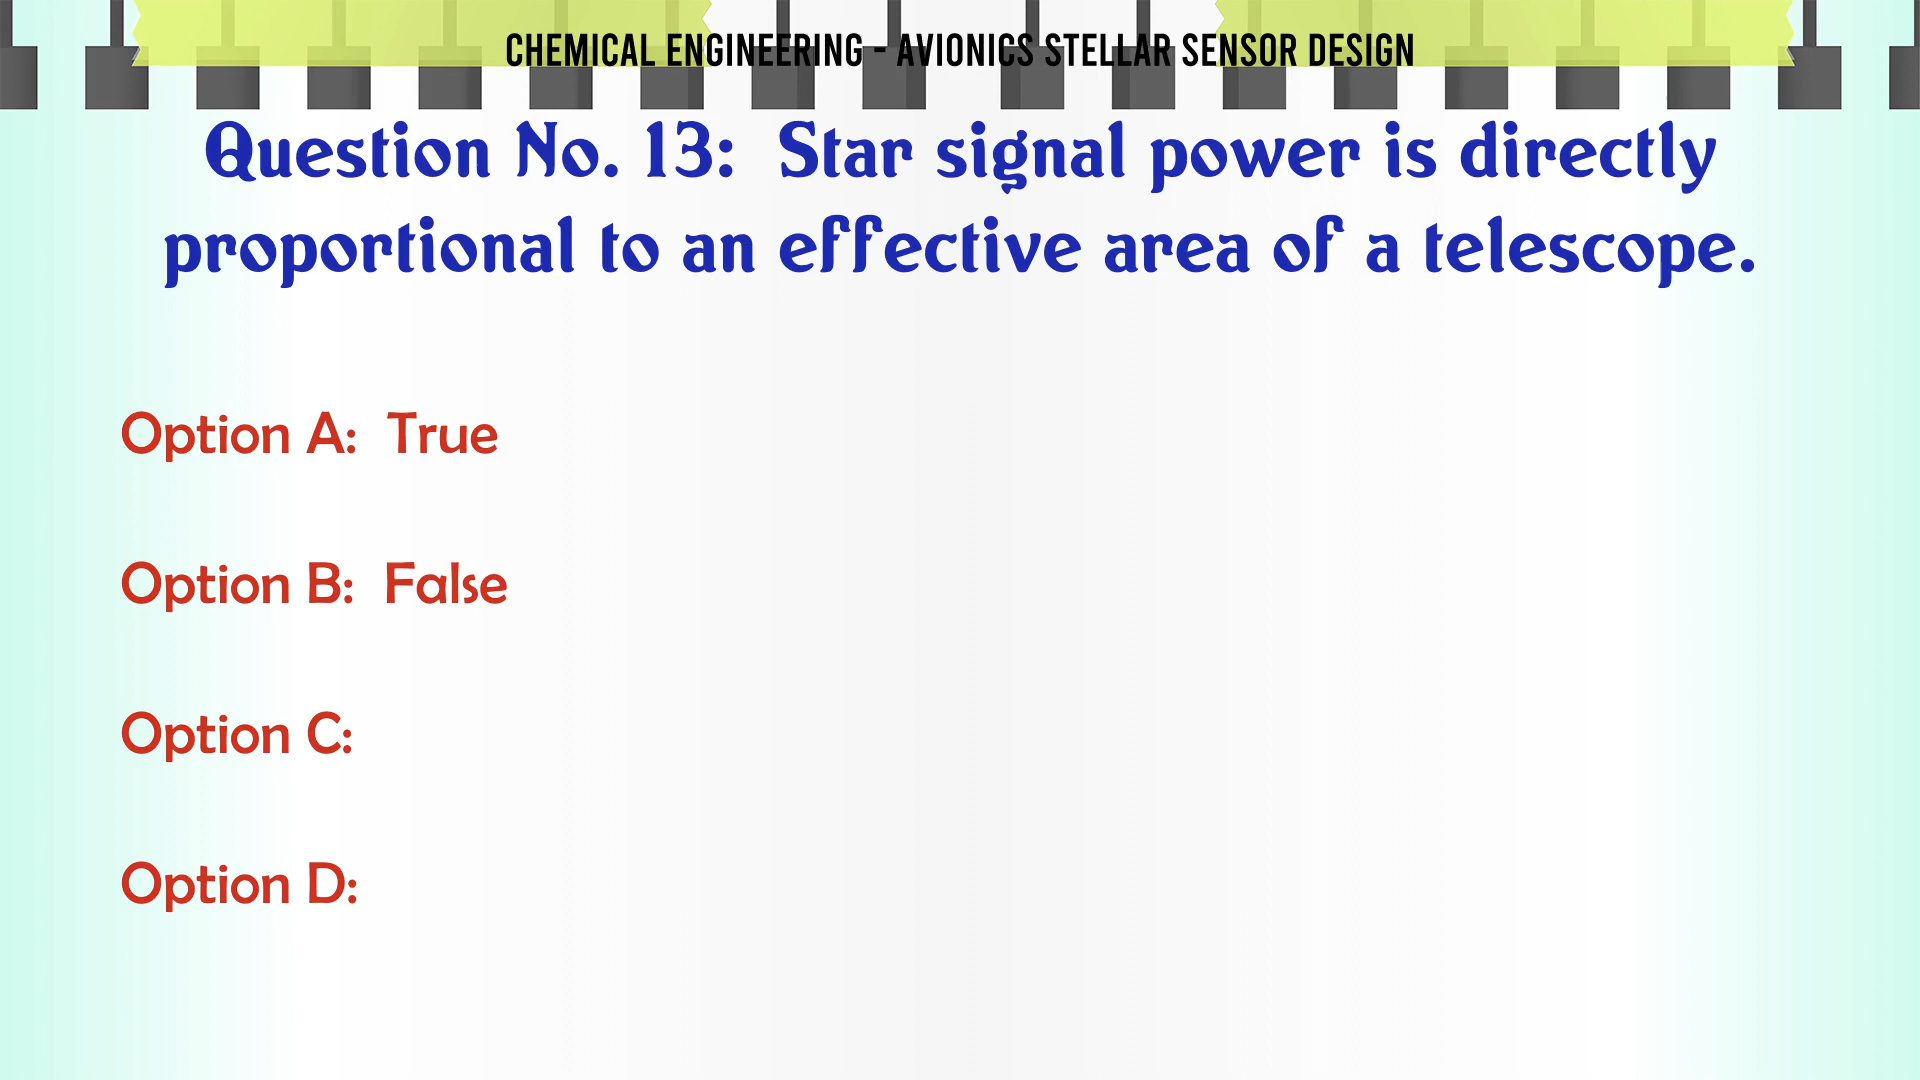 CHEMICAL ENGINEERING - AVIONICS STELLAR SENSOR DESIGN
Question No. 13: Star signal power is directly
proportional to an effective area of a telescope.
Option A: True
Option B: False
Option C:
Option D: